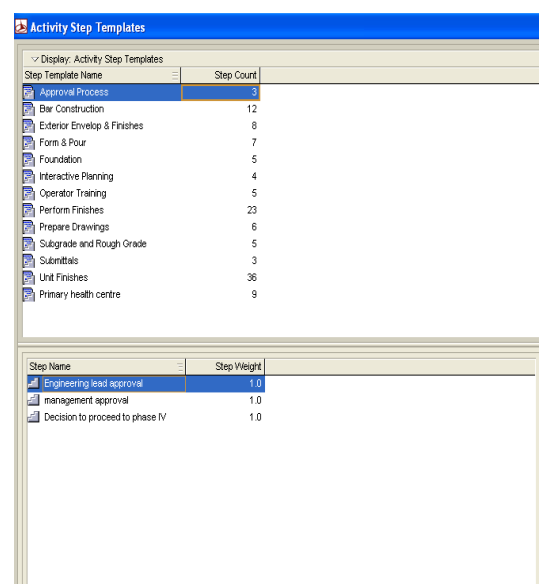 Activity Step Templates
Display: Activity Step Templates
Step Template Name Step Count
Approval Process 3
Bar Construction 12
Exterior Envelop & Finishes 8
Form & Pour 7
Foundation 5
Interactive Planning 4
Operator Training 5
Perform Finishes 23
Prepare Drawings 6
Subgrade and Rough Grade 5
Submittals 3
Unit Finishes 36
Primary health centre 9
Step Name Step Weight
Engineering lead approval 1.0
management approval 1.0
Decision to proceed to phase IV 1.0